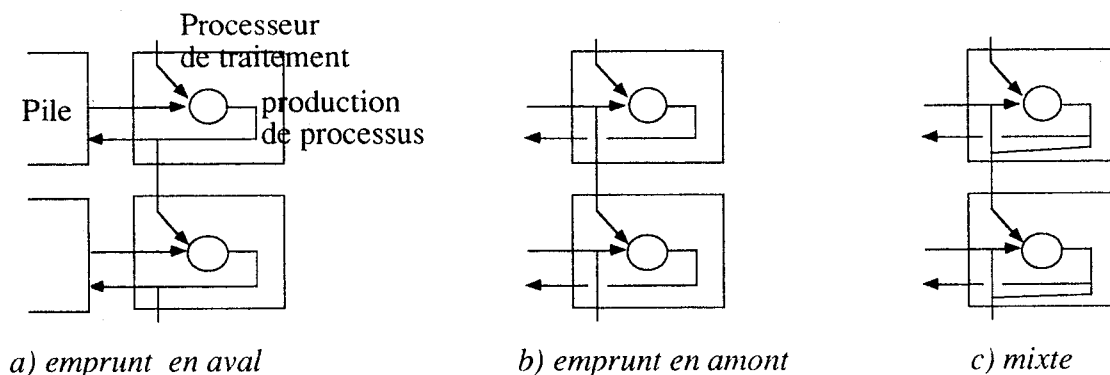 Processeur
de traitement
Pile
production
de processus
a) emprunt en aval
b) emprunt en amont
c) mixte